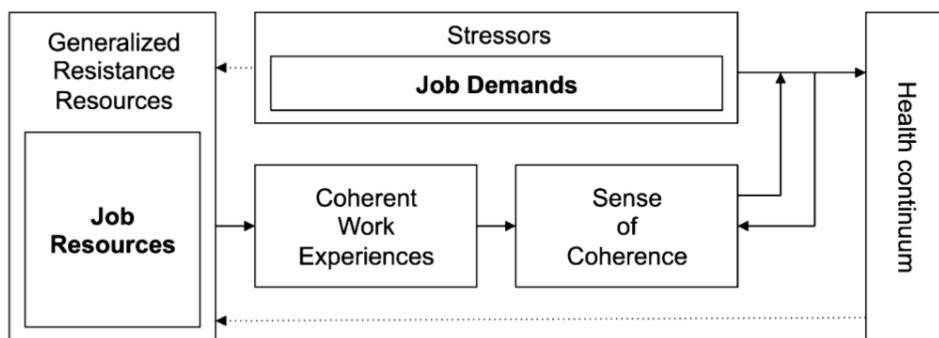 Generalized
Resistance
Resources
Job
Resources
Stressors
Job Demands
Coherent
Work
Experiences
Sense
of
Coherence
Health continuum